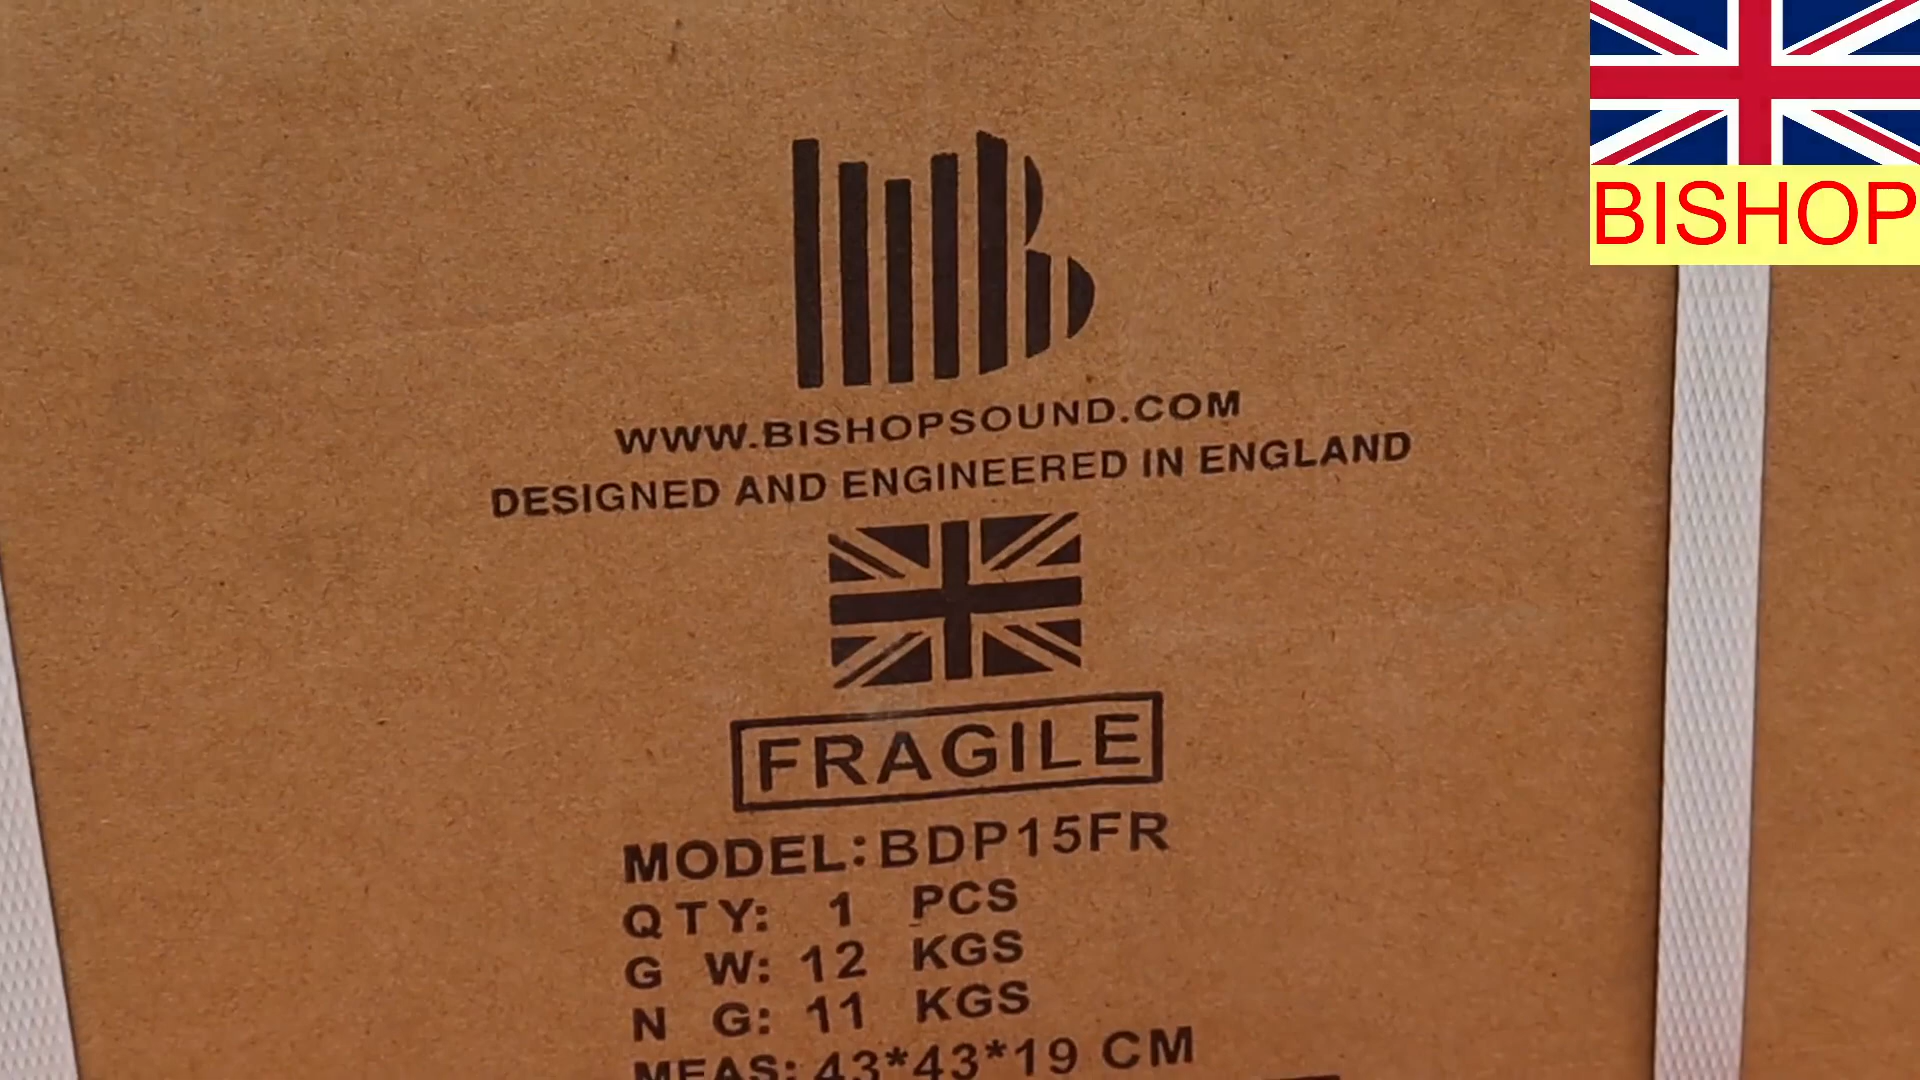 BISHOP
WWW.BISHOPSOUND.COM
DESIGNED AND ENGINEERED IN ENGLAND
FRAGILE
MODEL:BDP15FR
QTY: 1 PCS
G W: 12 KGS
N G: 11 KGS
MEAS: 43*43*19 CM